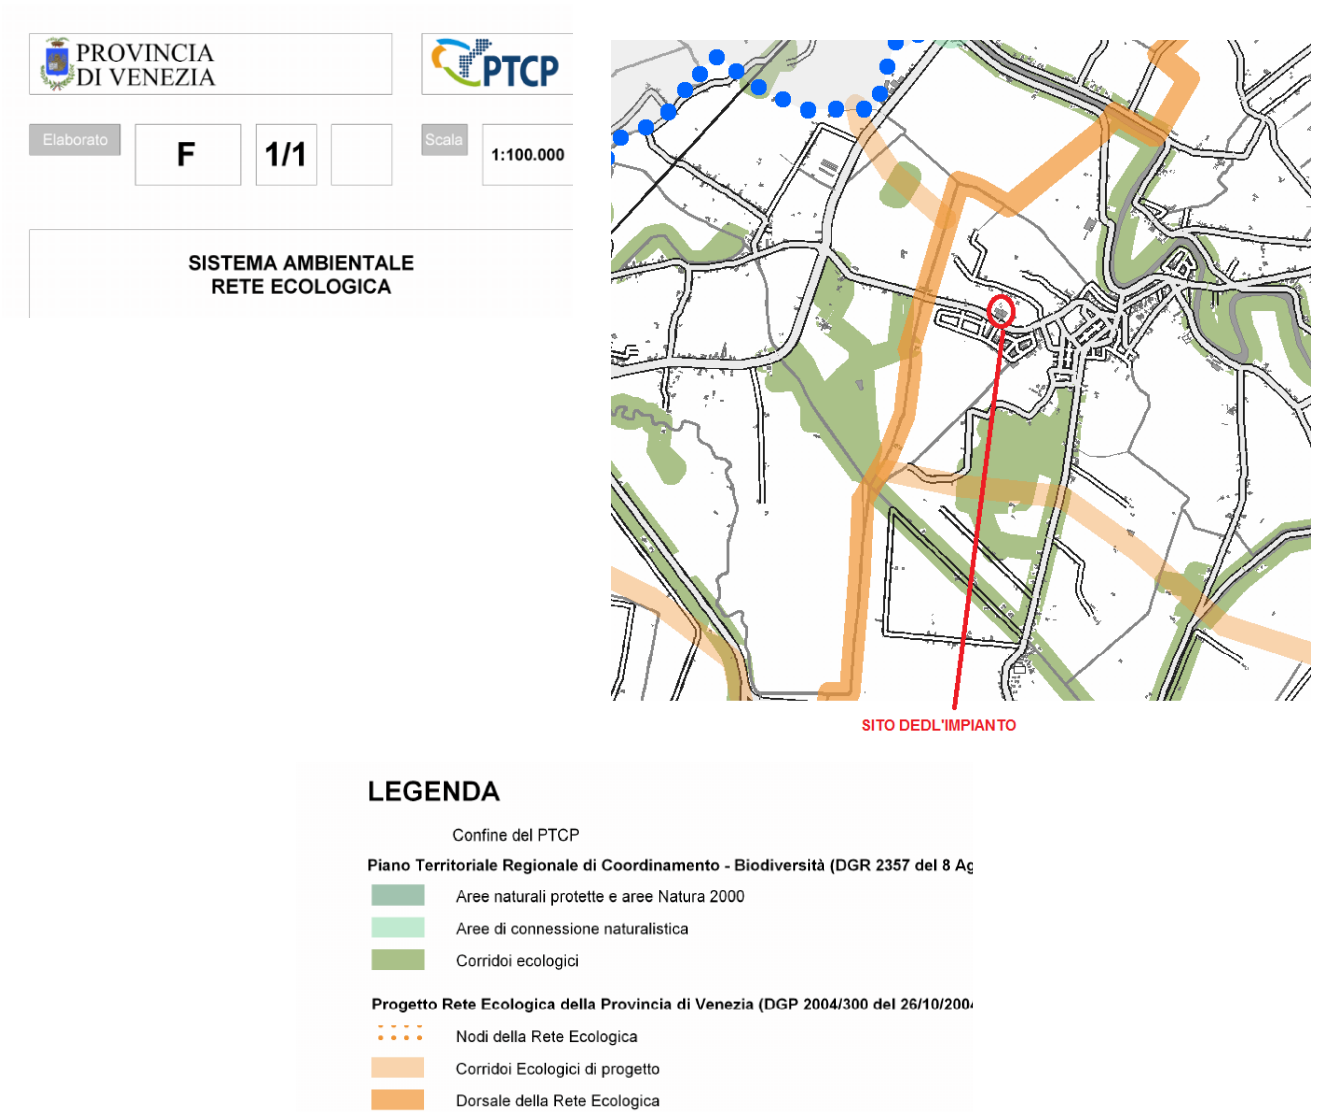 PROVINCIA
DI VENEZIA
PTCP
Elaborato
F
1/1
Scala
1:100.000
SISTEMA AMBIENTALE
RETE ECOLOGICA
SITO DEDL'IMPIANTO
LEGENDA
Confine del PTCP
Piano Territoriale Regionale di Coordinamento - Biodiversità (DGR 2357 del 8 Ag
Aree naturali protette e aree Natura 2000
Aree di connessione naturalistica
Corridoi ecologici
Progetto Rete Ecologica della Provincia di Venezia (DGP 2004/300 del 26/10/2004
Nodi della Rete Ecologica
Corridoi Ecologici di progetto
Dorsale della Rete Ecologica